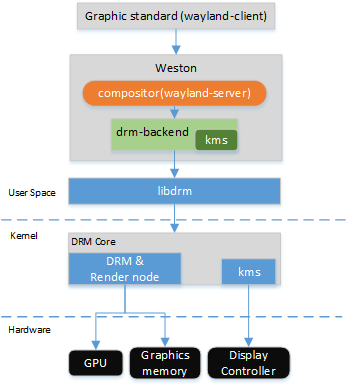 Graphic standard (wayland-client)
Weston
compositor(wayland-server)
drm-backend
kms
User Space
libdrm
Kernel
DRM Core
DRM &
Render node
kms
Hardware
GPU
Graphics
memory
Display
Controller